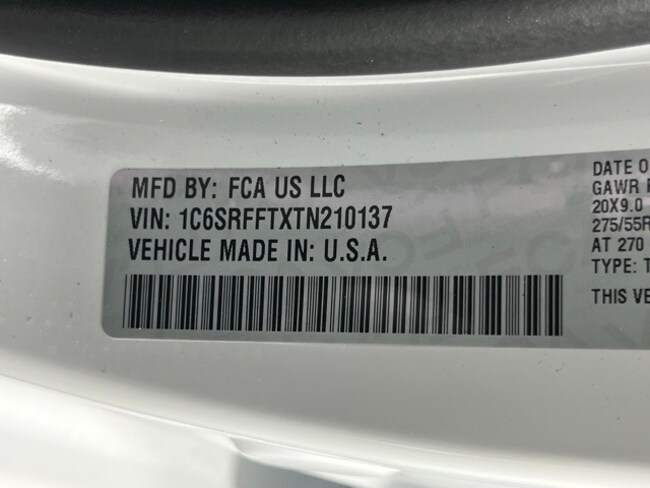 MFD BY: FCA US LLC
VIN: 1C6SRFFTXTN210137
VEHICLE MADE IN: U.S.A.
DATE O
GAWR
20X9.0
275/55R
AT 270
TYPE: T
THIS VE